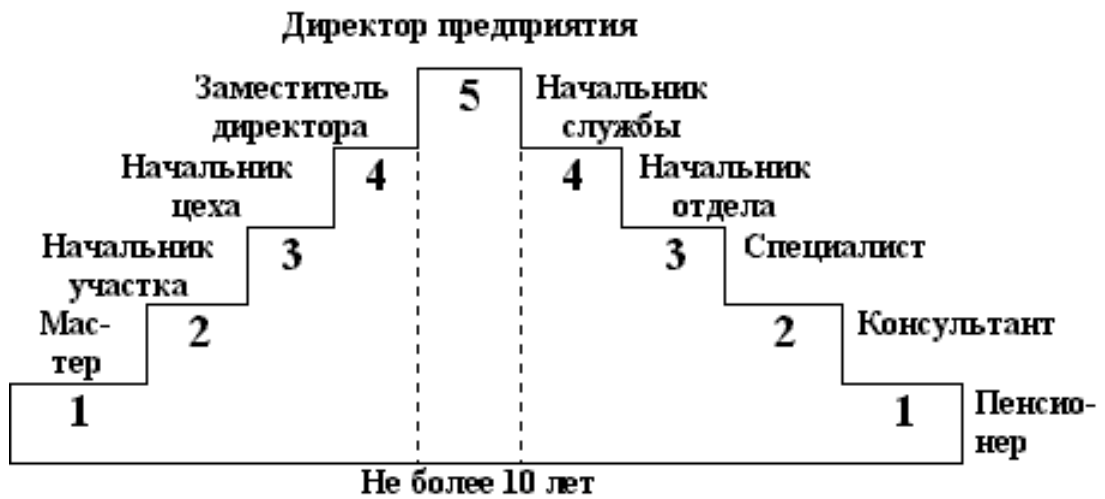 Директор предприятия
Заместитель
директора
5
Начальник
службы
Начальник
цеха
4
4
Начальник
отдела
Начальник
участка
3
3
Специалист
Мас-
тер
2
2
Консультант
1
1
Пенсио-
нер
Не более 10 лет